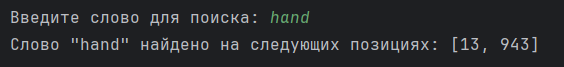 Введите слово для поиска: hand
Слово "hand" найдено на следующих позициях: [13, 943]